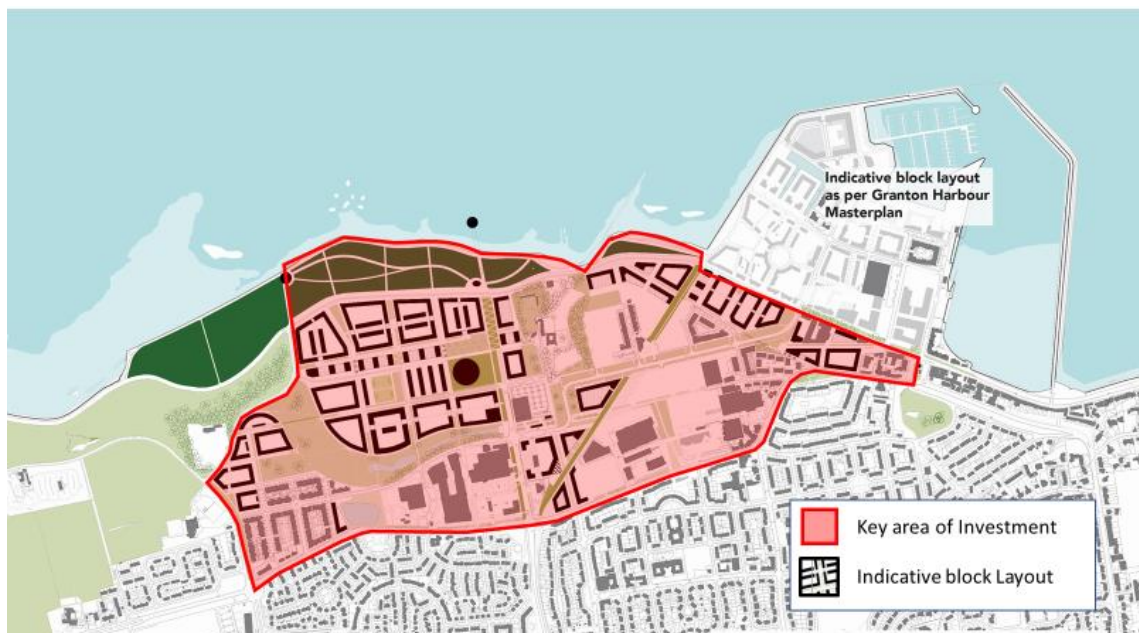 Indicative block layout
as per Granton Harbour
Masterplan
Key area of Investment
Indicative block Layout